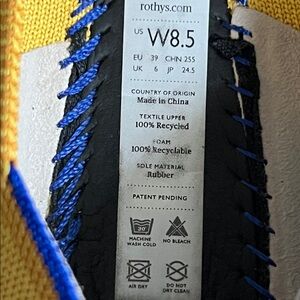 rothys.com
US W8.5
EU 39 CHN 255
UK 6 JP 24.5
COUNTRY OF ORIGIN
Made in China
TEXTILE UPPER
100% Recycled
FOAM
100% Recyclable
SOLE MATERIAL
Rubber
PATENT PENDING
30°
MACHINE WASH COLD
NO BLEACH
AIR DRY
DO NOT DRY CLEAN